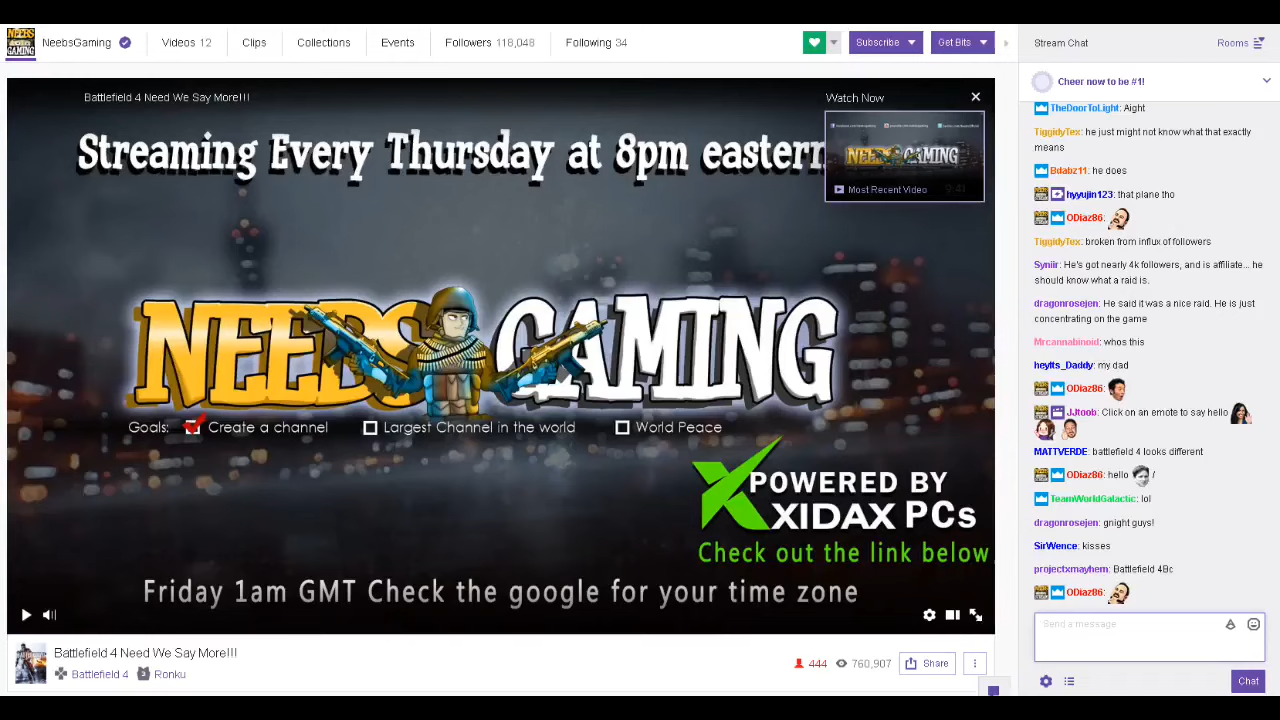 NEEBS GAMING
NeebsGaming
Videos 12
Clips
Collections
Events
Followers 118,048
Following 34
Subscribe
Get Bits
Battlefield 4 Need We Say More!!!
Watch Now
NEEBS GAMING
Most Recent Video
Streaming Every Thursday at 8pm eastern
NEEBS GAMING
Goals: Create a channel Largest Channel in the world World Peace
POWERED BY
XIDAX PCs
Check out the link below
Friday 1am GMT Check the google for your time zone
Battlefield 4 Need We Say More!!!
Battlefield 4 Ronku
444 760,907 Share
Stream Chat
Rooms
Cheer now to be #1!
TheDoorToLight: Aight
TiggidyTex: he just might not know what that exactly
means
Bdabz11: he does
hyyujin123: that plane tho
ODiaz86:
TiggidyTex: broken from influx of followers
Syniir: He's got nearly 4k followers, and is affiliate... he
should know what a raid is.
dragonrosejen: He said it was a nice raid. He is just
concentrating on the game
Mrcannabinoid: whos this
heyIts_Daddy: my dad
ODiaz86:
JJtoob: Click on an emote to say hello
MATTVERDE: battlefield 4 looks different
ODiaz86: hello /
TeamWorldGalactic: lol
dragonrosejen: gnight guys!
SirWence: kisses
projectxmayhem: Battlefield 4Bc
ODiaz86:
Send a message
Chat